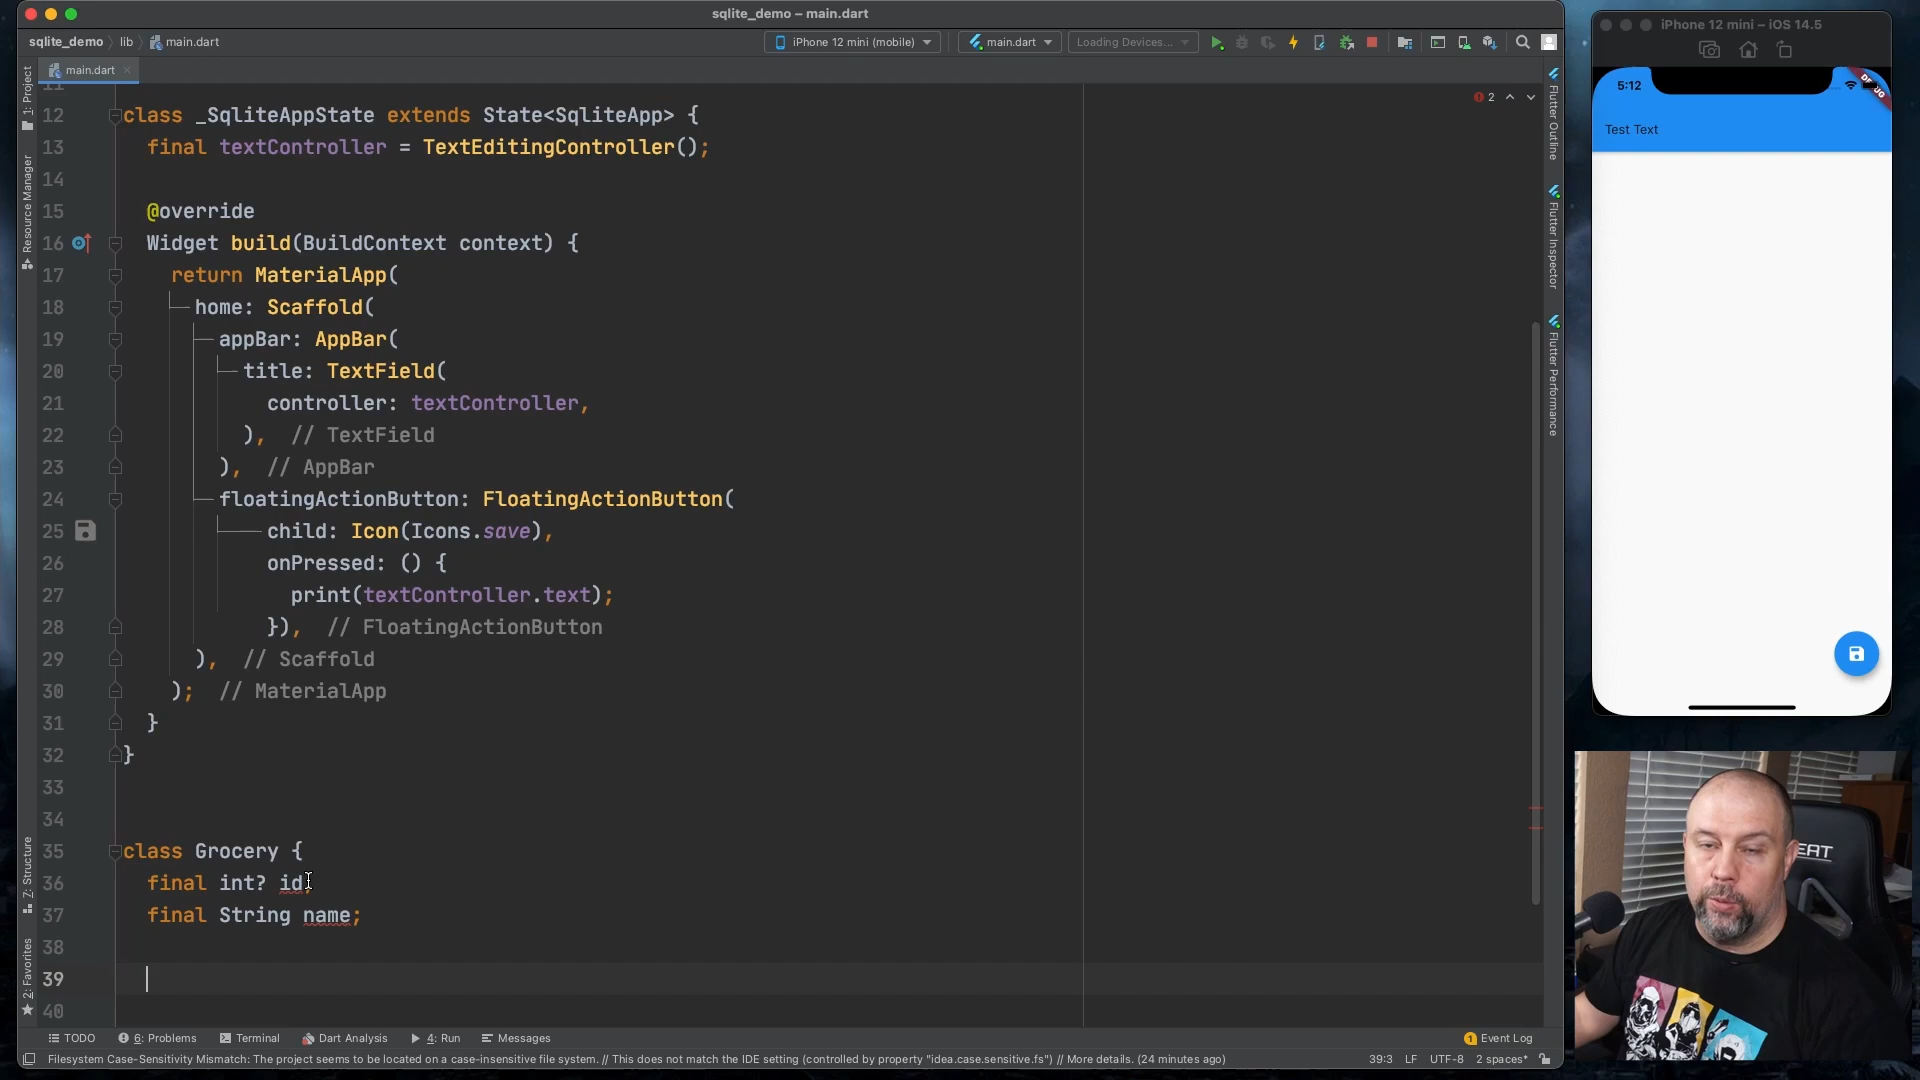 sqlite_demo – main.dart
iPhone 12 mini – iOS 14.5
sqlite_demo lib main.dart
iPhone 12 mini (mobile)
main.dart
Loading Devices...
main.dart
1: Project
Resource Manager
7: Structure
2: Favorites
2
11
12 class _SqliteAppState extends State<SqliteApp> {
13 final textController = TextEditingController();
14
15 @override
16 Widget build(BuildContext context) {
17 return MaterialApp(
18 home: Scaffold(
19 appBar: AppBar(
20 title: TextField(
21 controller: textController,
22 ), // TextField
23 ), // AppBar
24 floatingActionButton: FloatingActionButton(
25 child: Icon(Icons.save),
26 onPressed: () {
27 print(textController.text);
28 }), // FloatingActionButton
29 ), // Scaffold
30 ); // MaterialApp
31 }
32 }
33
34
35 class Grocery {
36 final int? id;
37 final String name;
38
39
40
Flutter Outline
Flutter Inspector
Flutter Performance
5:12
DEBUG
Test Text
TODO
6: Problems
Terminal
Dart Analysis
4: Run
Messages
1 Event Log
Filesystem Case-Sensitivity Mismatch: The project seems to be located on a case-insensitive file system. // This does not match the IDE setting (controlled by property "idea.case.sensitive.fs") // More details. (24 minutes ago)
39:3 LF UTF-8 2 spaces*
EAT